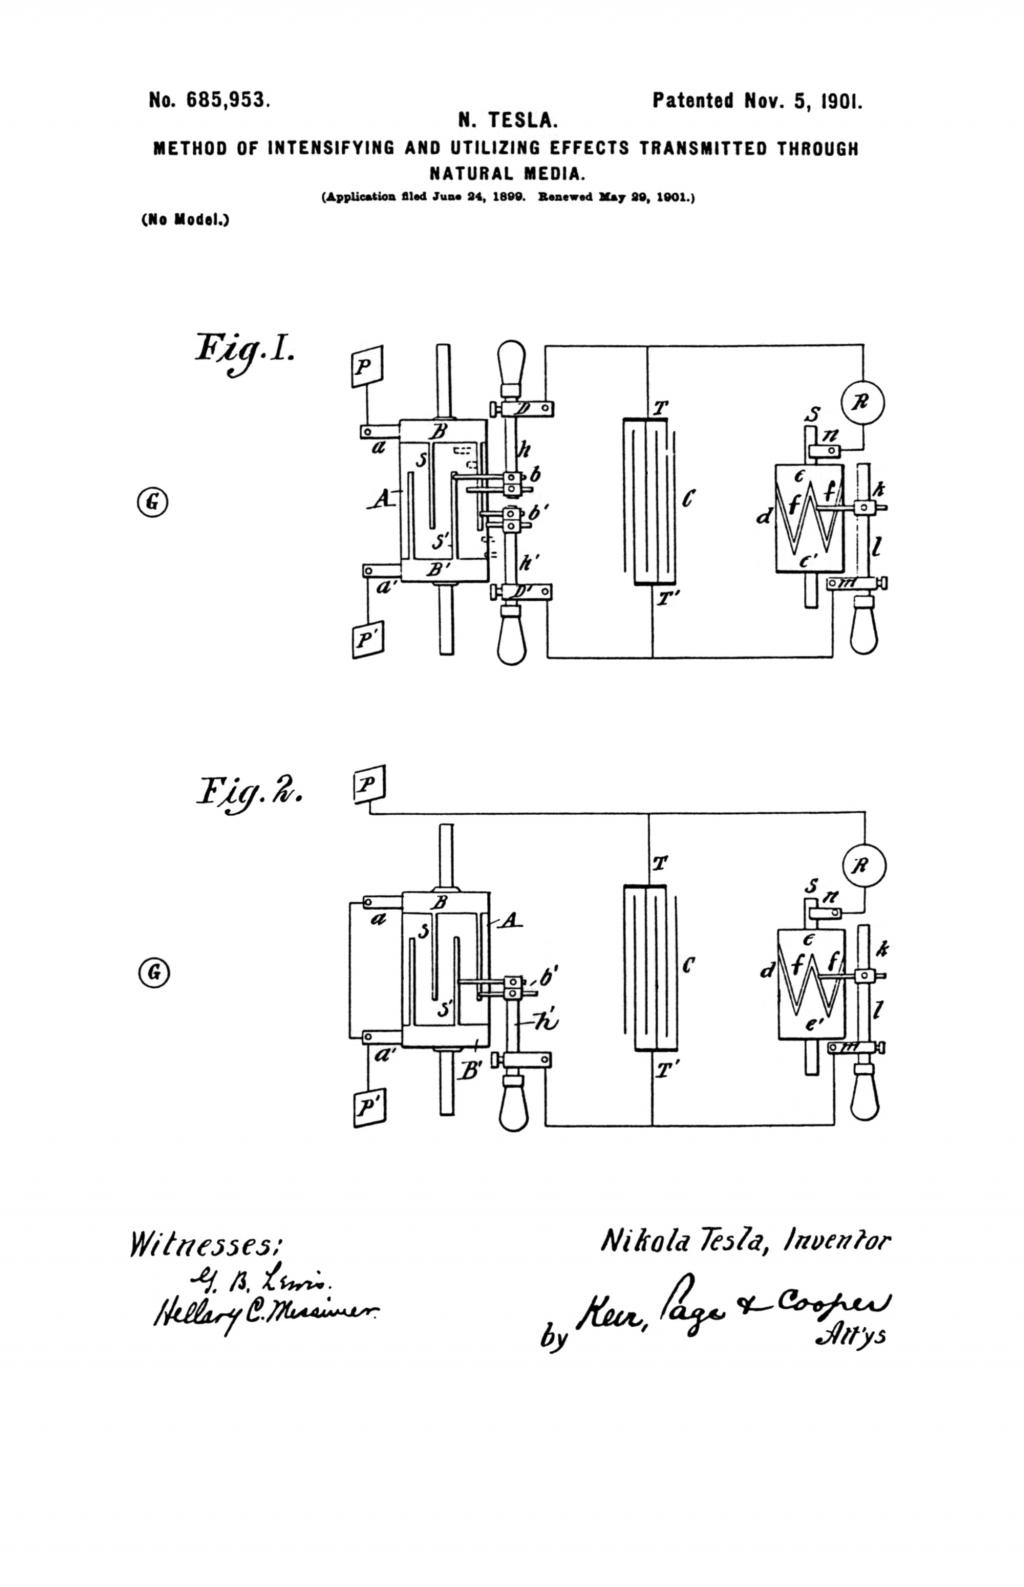 No. 685,953. Patented Nov. 5, 1901.
N. TESLA.
METHOD OF INTENSIFYING AND UTILIZING EFFECTS TRANSMITTED THROUGH
NATURAL MEDIA.
(Application filed June 24, 1899. Renewed May 29, 1901.)
(No Model.)
Fig. 1.
P
a
B
D
T
R
S
n
h
s
b
A
G
C
e
f f
k
d
b'
s'
B'
h'
e'
l
a'
D'
m
T'
P'
Fig. 2.
P
T
R
S n
a
B
A
s
G
C
e
f f
k
d
b'
s'
h'
e'
l
a'
B'
m
T'
P'
Witnesses:
G. B. Lewis.
Hellary C. Messimer
Nikola Tesla, Inventor
by Kerr, Page & Cooper
Att'ys